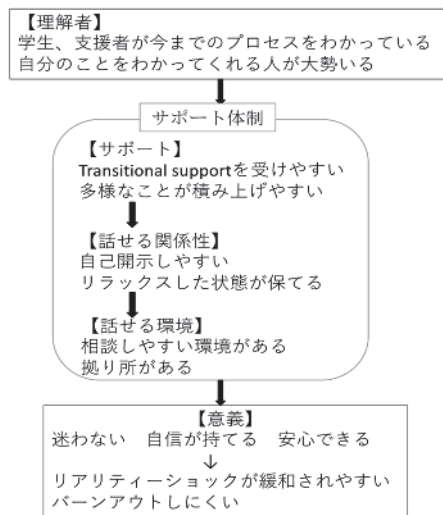 【理解者】
学生、支援者が今までのプロセスをわかっている
自分のことをわかってくれる人が大勢いる
サポート体制
【サポート】
Transitional supportを受けやすい
多様なことが積み上げやすい
【話せる関係性】
自己開示しやすい
リラックスした状態が保てる
【話せる環境】
相談しやすい環境がある
拠り所がある
【意義】
迷わない　自信が持てる　安心できる
↓
リアリティーショックが緩和されやすい
バーンアウトしにくい